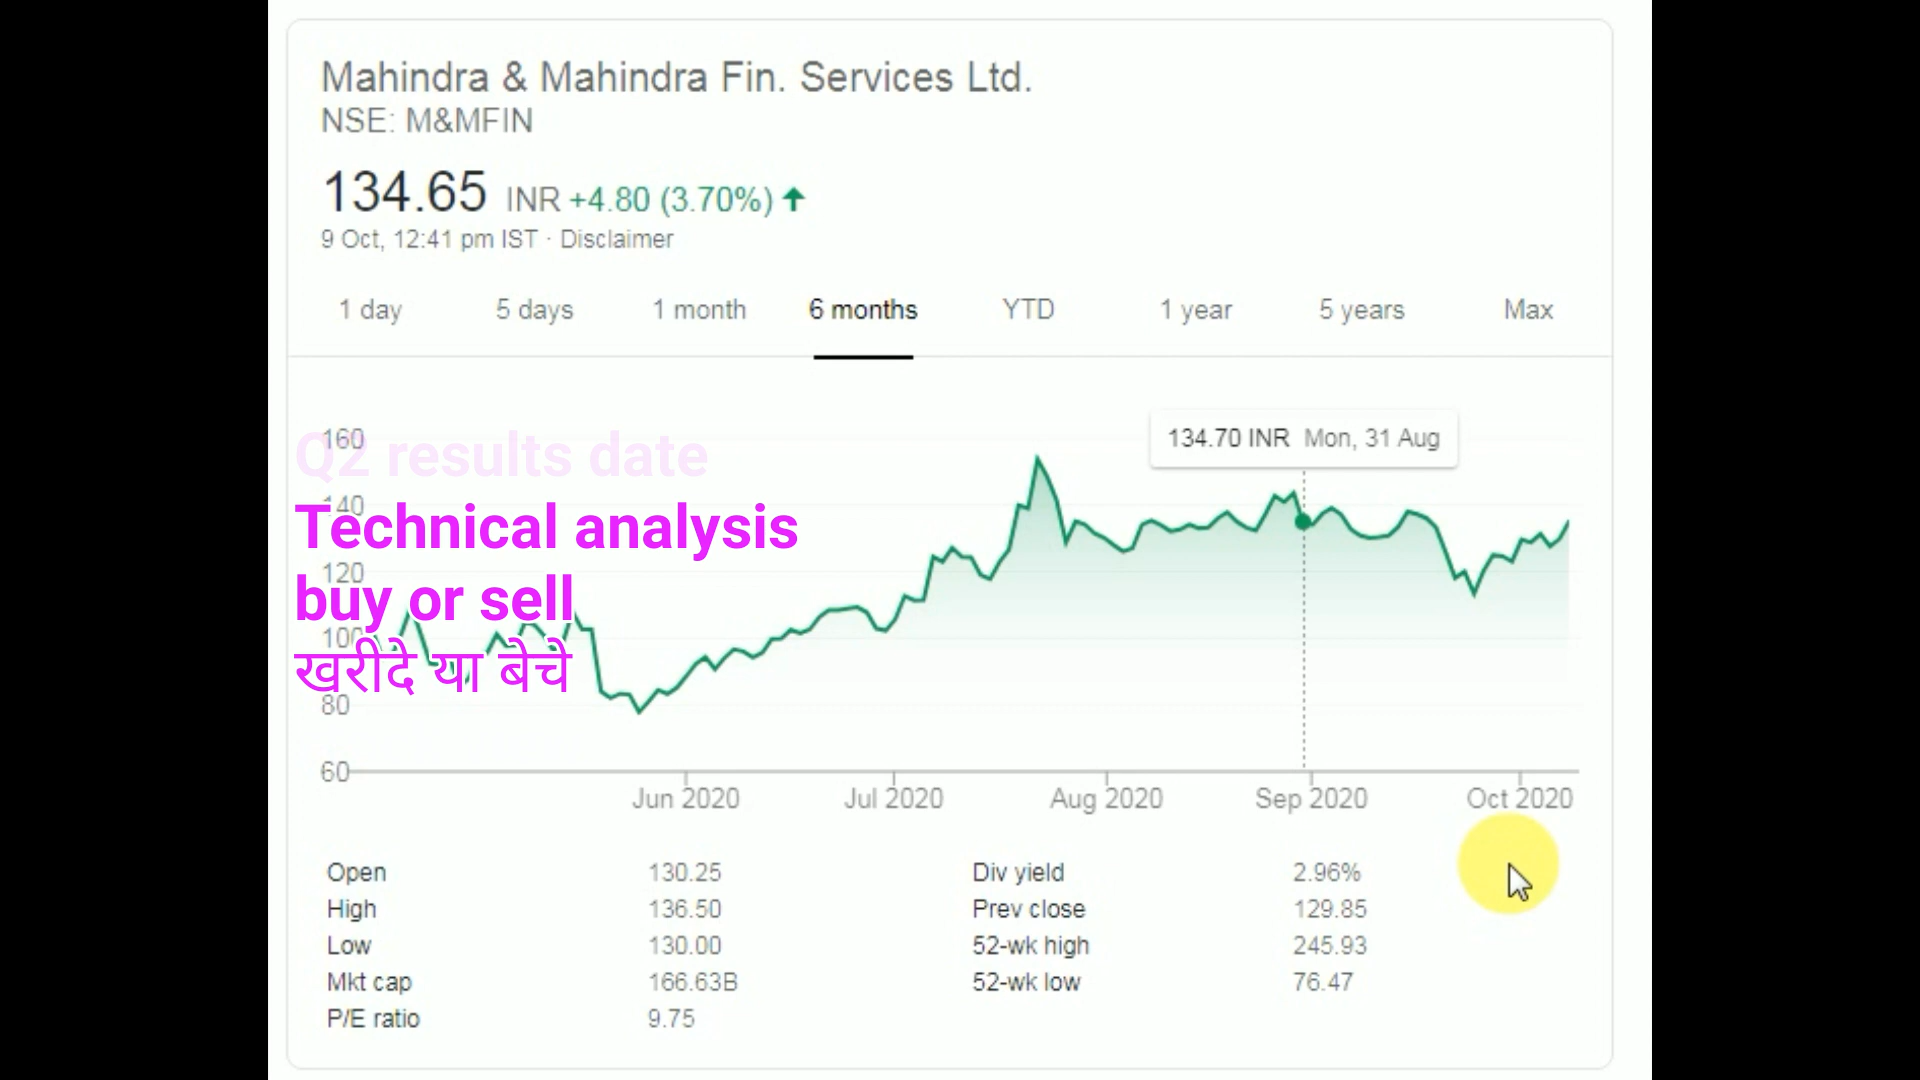 Mahindra & Mahindra Fin. Services Ltd.
NSE: M&MFIN
134.65 INR +4.80 (3.70%)
9 Oct, 12:41 pm IST · Disclaimer
1 day 5 days 1 month 6 months YTD 1 year 5 years Max
134.70 INR Mon, 31 Aug
160
Q2 results date
140
Technical analysis
120
buy or sell
100
खरीदे या बेचे
80
60
Jun 2020 Jul 2020 Aug 2020 Sep 2020 Oct 2020
Open 130.25 Div yield 2.96%
High 136.50 Prev close 129.85
Low 130.00 52-wk high 245.93
Mkt cap 166.63B 52-wk low 76.47
P/E ratio 9.75